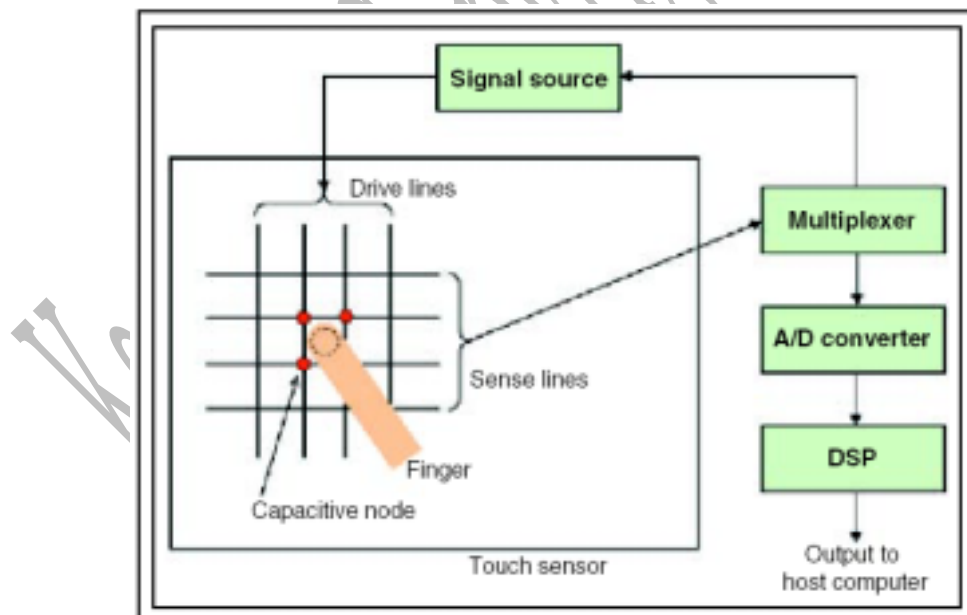 Signal source
Drive lines
Multiplexer
A/D converter
Sense lines
DSP
Finger
Capacitive node
Touch sensor
Output to
host computer